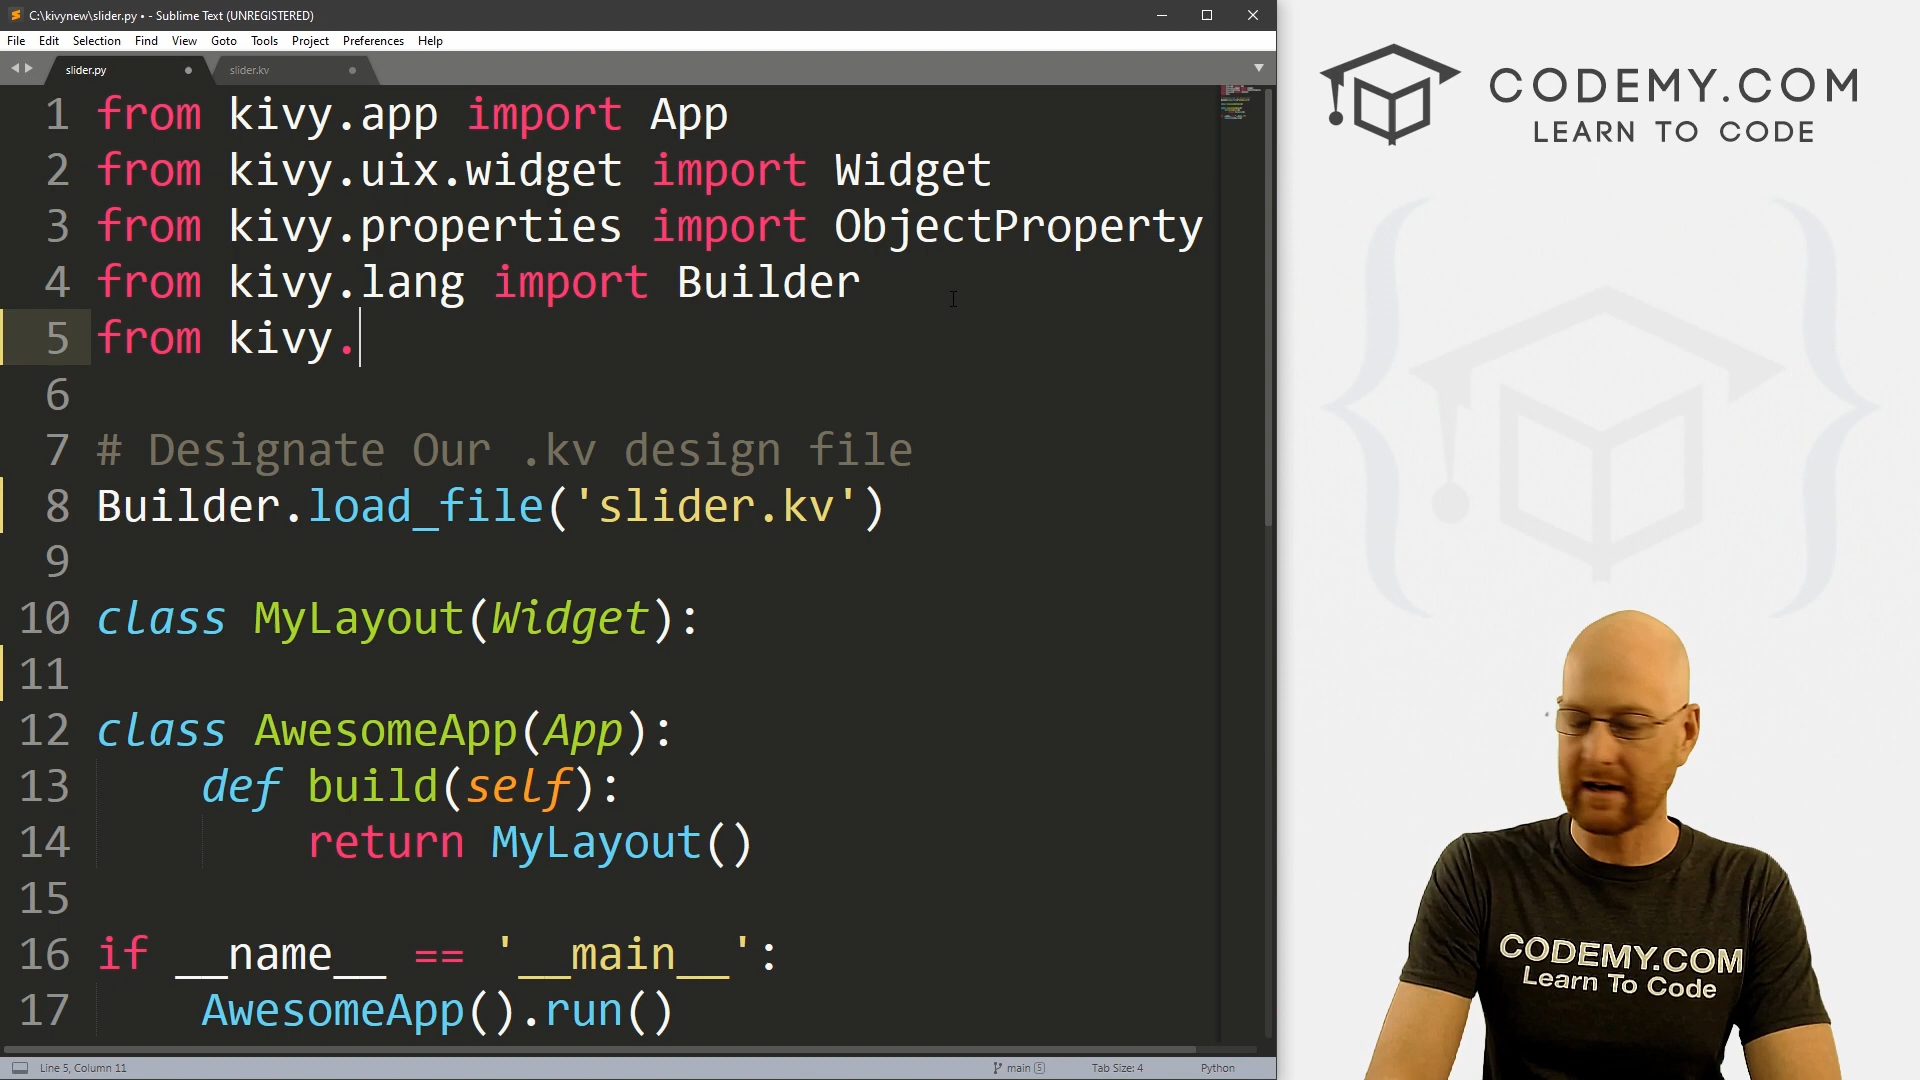 C:\kivynew\slider.py • - Sublime Text (UNREGISTERED)
File Edit Selection Find View Goto Tools Project Preferences Help
slider.py slider.kv
1 from kivy.app import App
2 from kivy.uix.widget import Widget
3 from kivy.properties import ObjectProperty
4 from kivy.lang import Builder
5 from kivy.
6
7 # Designate Our .kv design file
8 Builder.load_file('slider.kv')
9
10 class MyLayout(Widget):
11
12 class AwesomeApp(App):
13 def build(self):
14 return MyLayout()
15
16 if __name__ == '__main__':
17 AwesomeApp().run()
Line 5, Column 11 main 5 Tab Size: 4 Python
CODEMY.COM
LEARN TO CODE
CODEMY.COM
Learn To Code